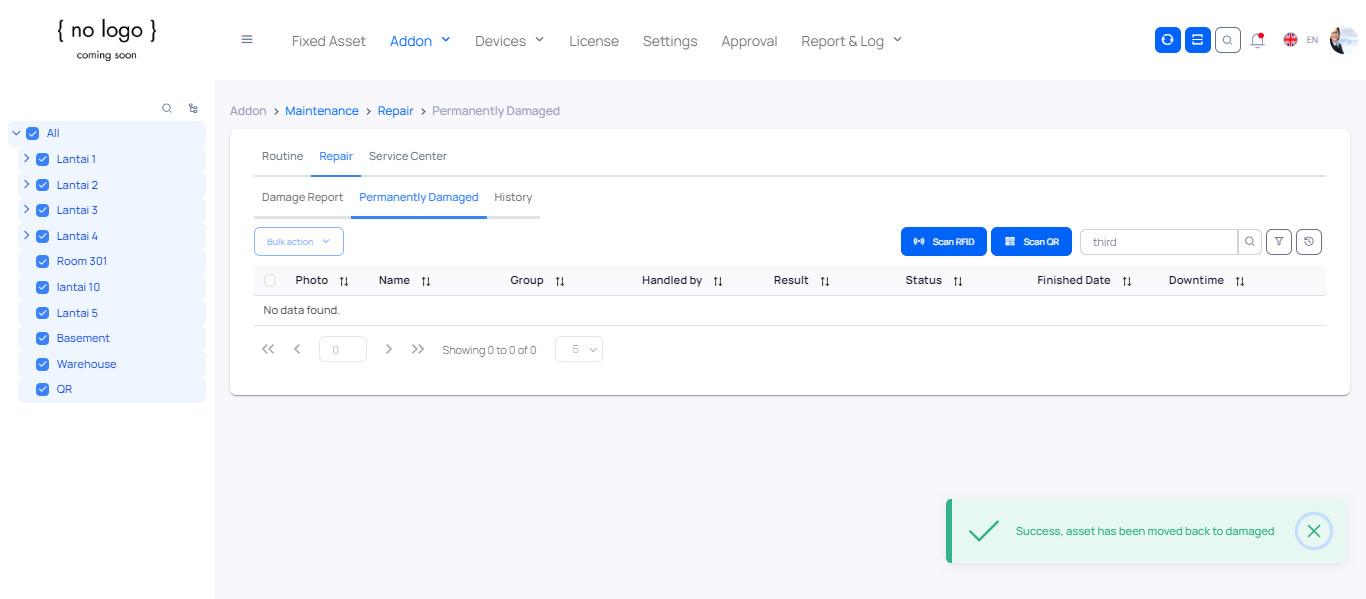 { no logo }
coming soon
Fixed Asset Addon Devices License Settings Approval Report & Log EN
Addon > Maintenance > Repair > Permanently Damaged
All
Lantai 1
Lantai 2
Lantai 3
Lantai 4
Room 301
lantai 10
Lantai 5
Basement
Warehouse
QR
Routine Repair Service Center
Damage Report Permanently Damaged History
Bulk action Scan RFID Scan QR third
Photo Name Group Handled by Result Status Finished Date Downtime
No data found.
0 Showing 0 to 0 of 0 5
Success, asset has been moved back to damaged